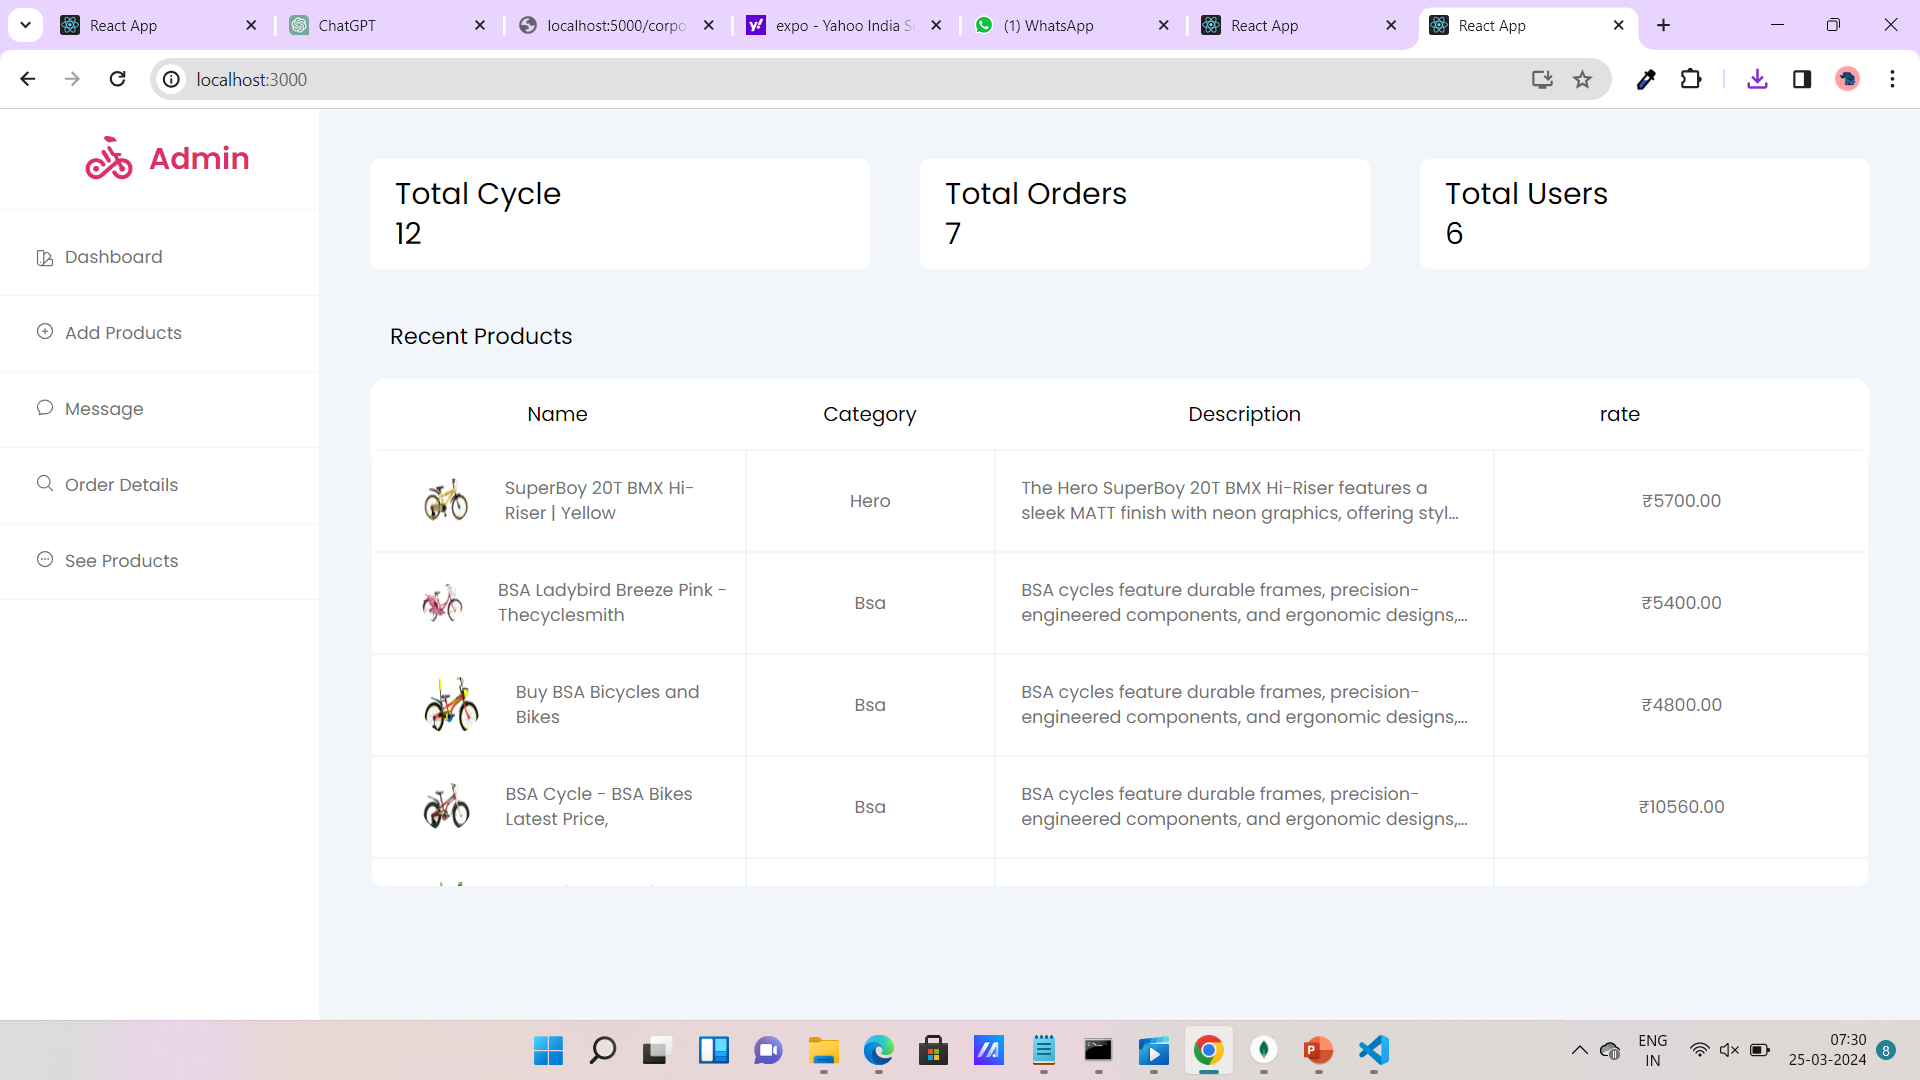 React App
ChatGPT
localhost:5000/corpo
expo - Yahoo India S
(1) WhatsApp
React App
React App
localhost:3000
Admin
Dashboard
Add Products
Message
Order Details
See Products
Total Cycle
12
Total Orders
7
Total Users
6
Recent Products
Name Category Description rate
SuperBoy 20T BMX Hi-
Riser | Yellow
Hero
The Hero SuperBoy 20T BMX Hi-Riser features a
sleek MATT finish with neon graphics, offering styl...
₹5700.00
BSA Ladybird Breeze Pink -
Thecyclesmith
Bsa
BSA cycles feature durable frames, precision-
engineered components, and ergonomic designs,...
₹5400.00
Buy BSA Bicycles and
Bikes
Bsa
BSA cycles feature durable frames, precision-
engineered components, and ergonomic designs,...
₹4800.00
BSA Cycle - BSA Bikes
Latest Price,
Bsa
BSA cycles feature durable frames, precision-
engineered components, and ergonomic designs,...
₹10560.00
ENG
IN
07:30
25-03-2024
8